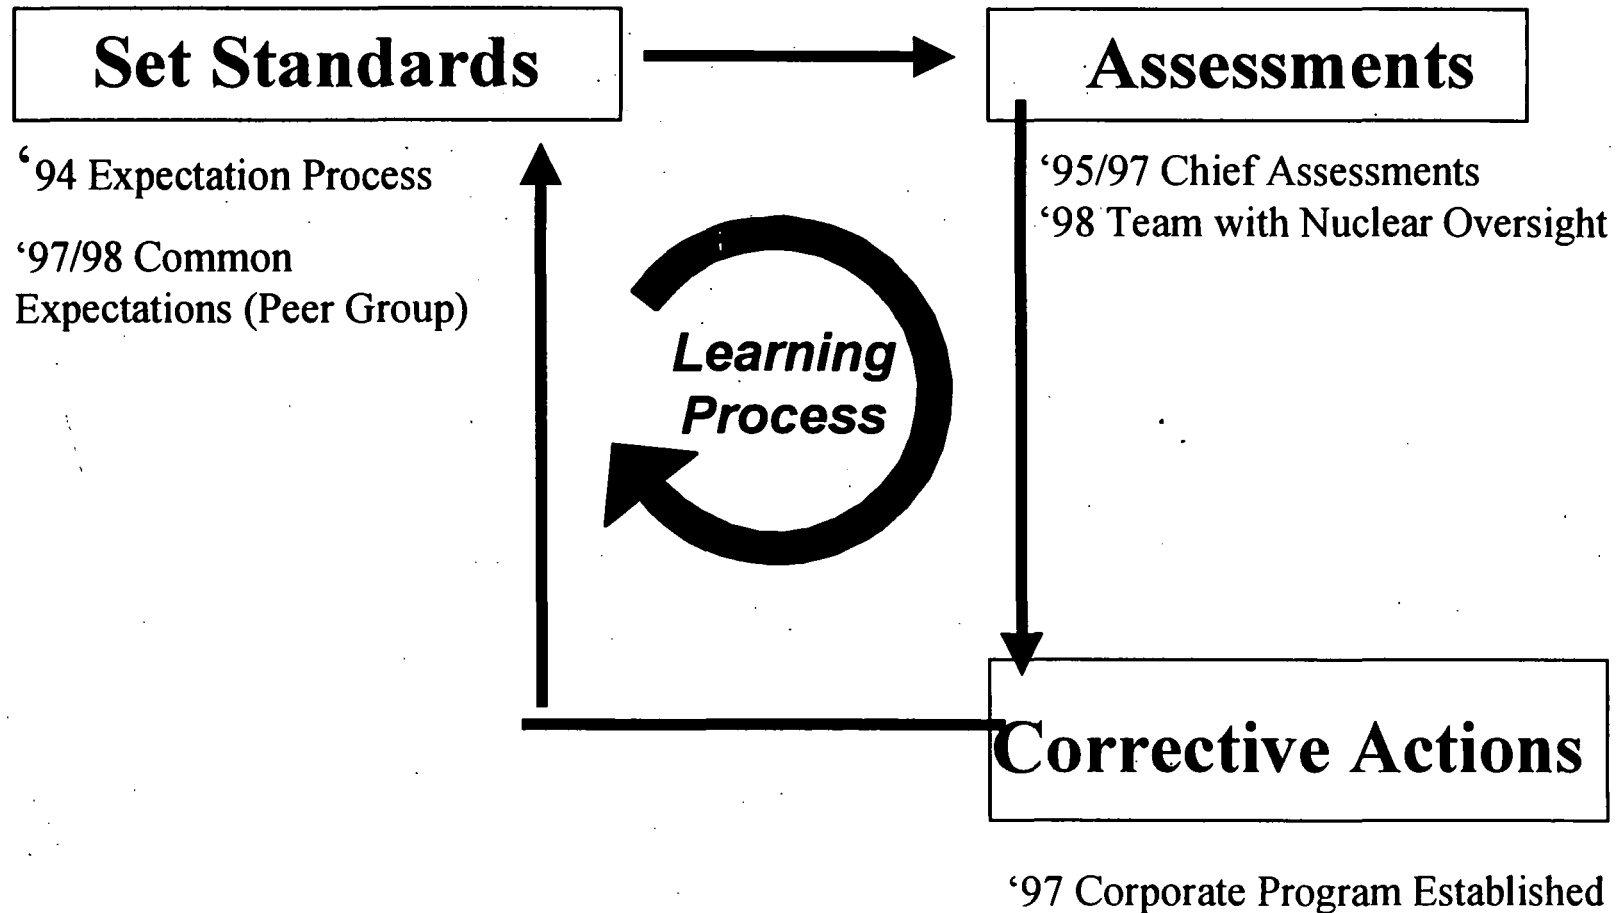 Set Standards
‘94 Expectation Process
‘97/98 Common
Expectations (Peer Group)
Assessments
‘95/97 Chief Assessments
‘98 Team with Nuclear Oversight
Learning
Process
Corrective Actions
‘97 Corporate Program Established